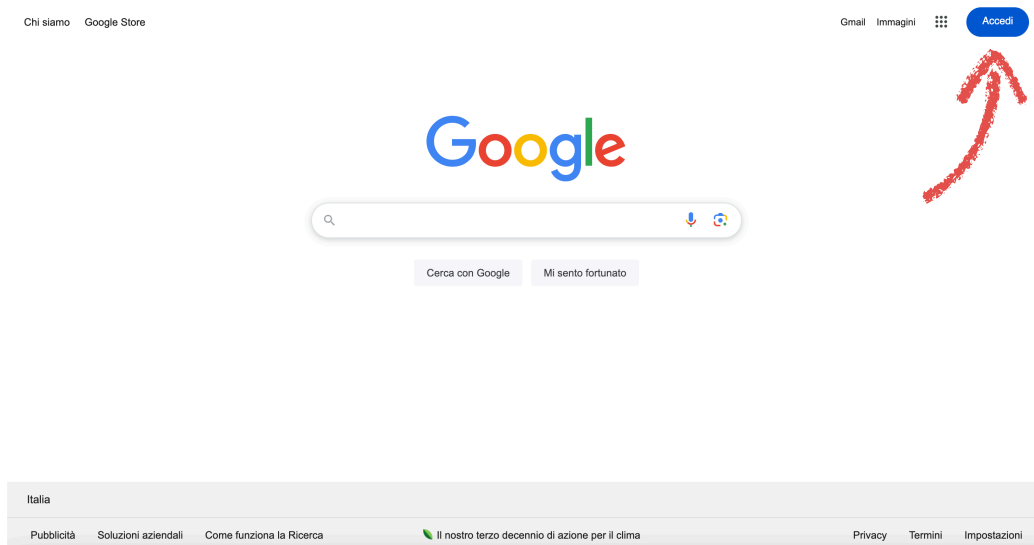 Chi siamo Google Store Gmail Immagini Accedi
Google
Cerca con Google Mi sento fortunato
Italia
Pubblicità Soluzioni aziendali Come funziona la Ricerca Il nostro terzo decennio di azione per il clima Privacy Termini Impostazioni